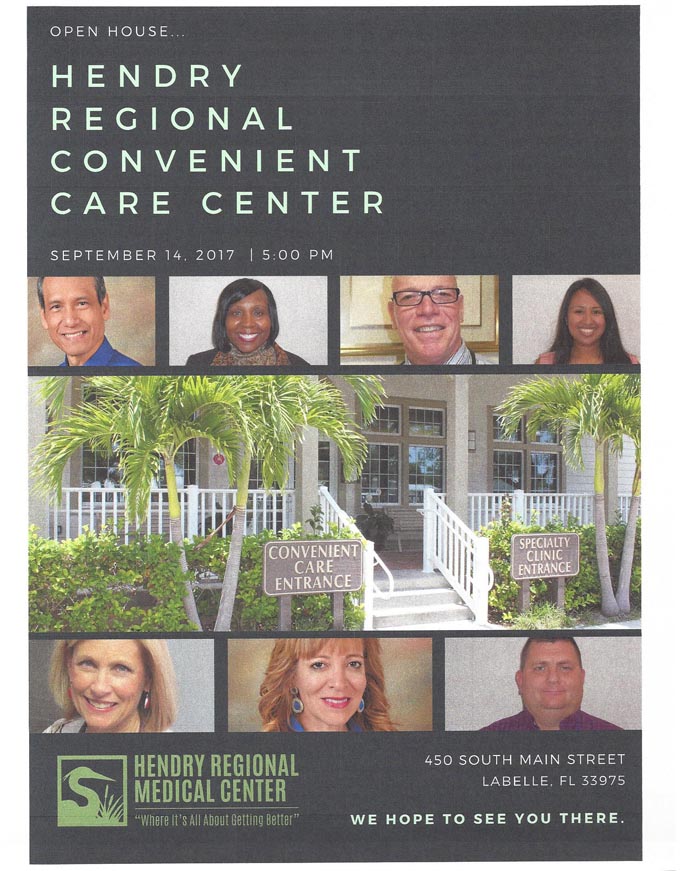 OPEN HOUSE...
HENDRY
REGIONAL
CONVENIENT
CARE CENTER
SEPTEMBER 14, 2017 | 5:00 PM
CONVENIENT
CARE
ENTRANCE
SPECIALTY
CLINIC
ENTRANCE
HENDRY REGIONAL
MEDICAL CENTER
"Where It's All About Getting Better"
450 SOUTH MAIN STREET
LABELLE, FL 33975
WE HOPE TO SEE YOU THERE.